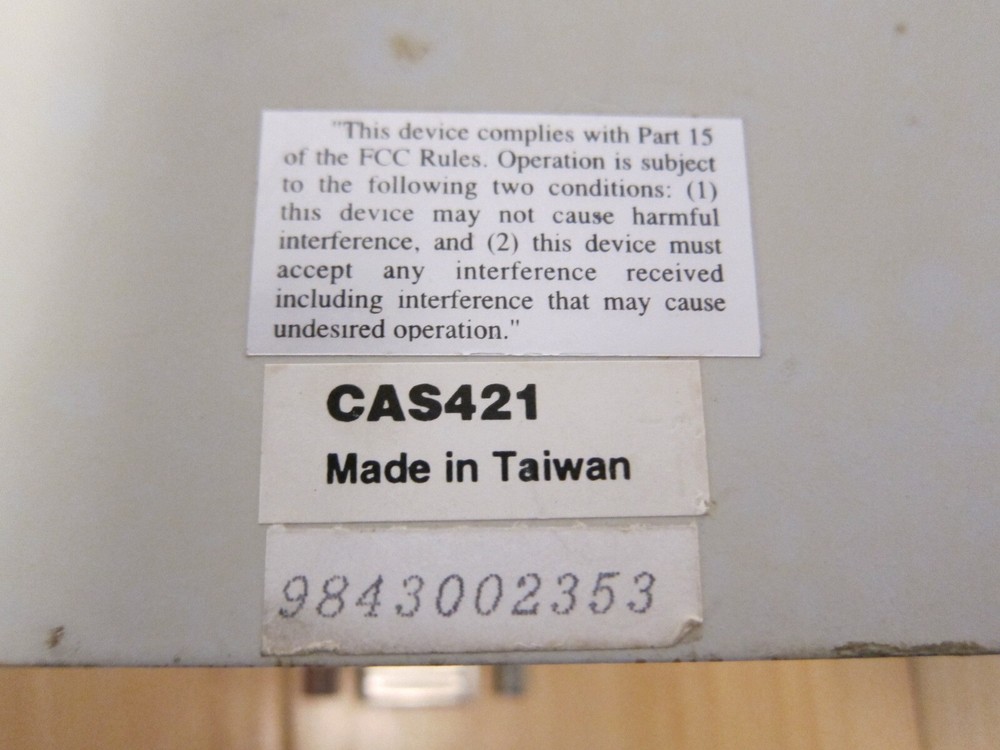 "This device complies with Part 15
of the FCC Rules. Operation is subject
to the following two conditions: (1)
this device may not cause harmful
interference, and (2) this device must
accept any interference received
including interference that may cause
undesired operation."
CAS421
Made in Taiwan
9843002353